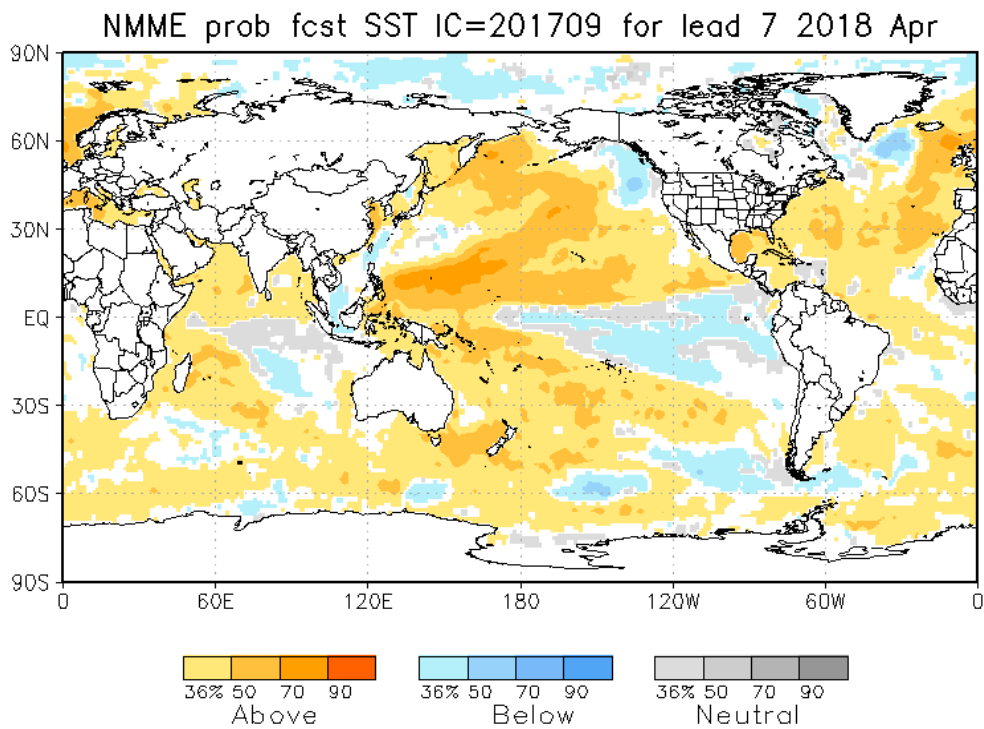 NMME prob fcst SST IC=201709 for lead 7 2018 Apr
90N
60N
30N
EQ
30S
60S
90S
0 60E 120E 180 120W 60W 0
36% 50 70 90 36% 50 70 90 36% 50 70 90
Above Below Neutral